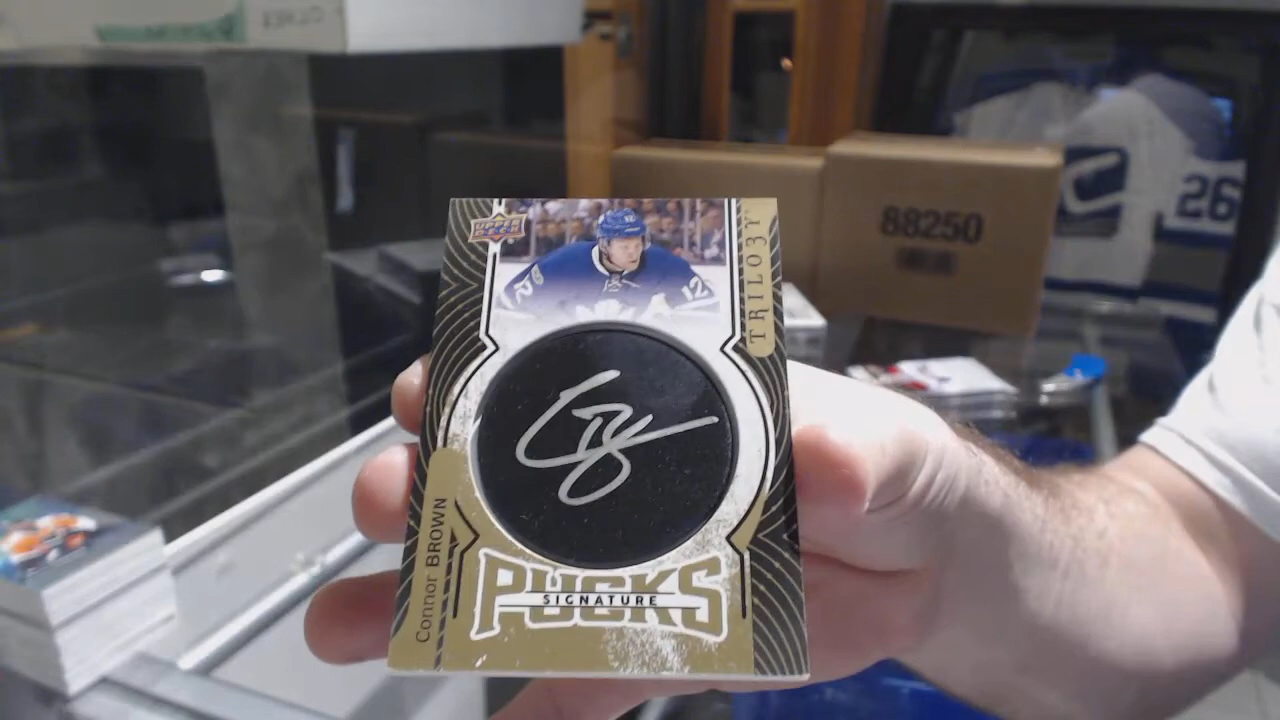 88250
26
UPPER DECK
TRILOGY
12
12
Connor BROWN
PUCKS
SIGNATURE